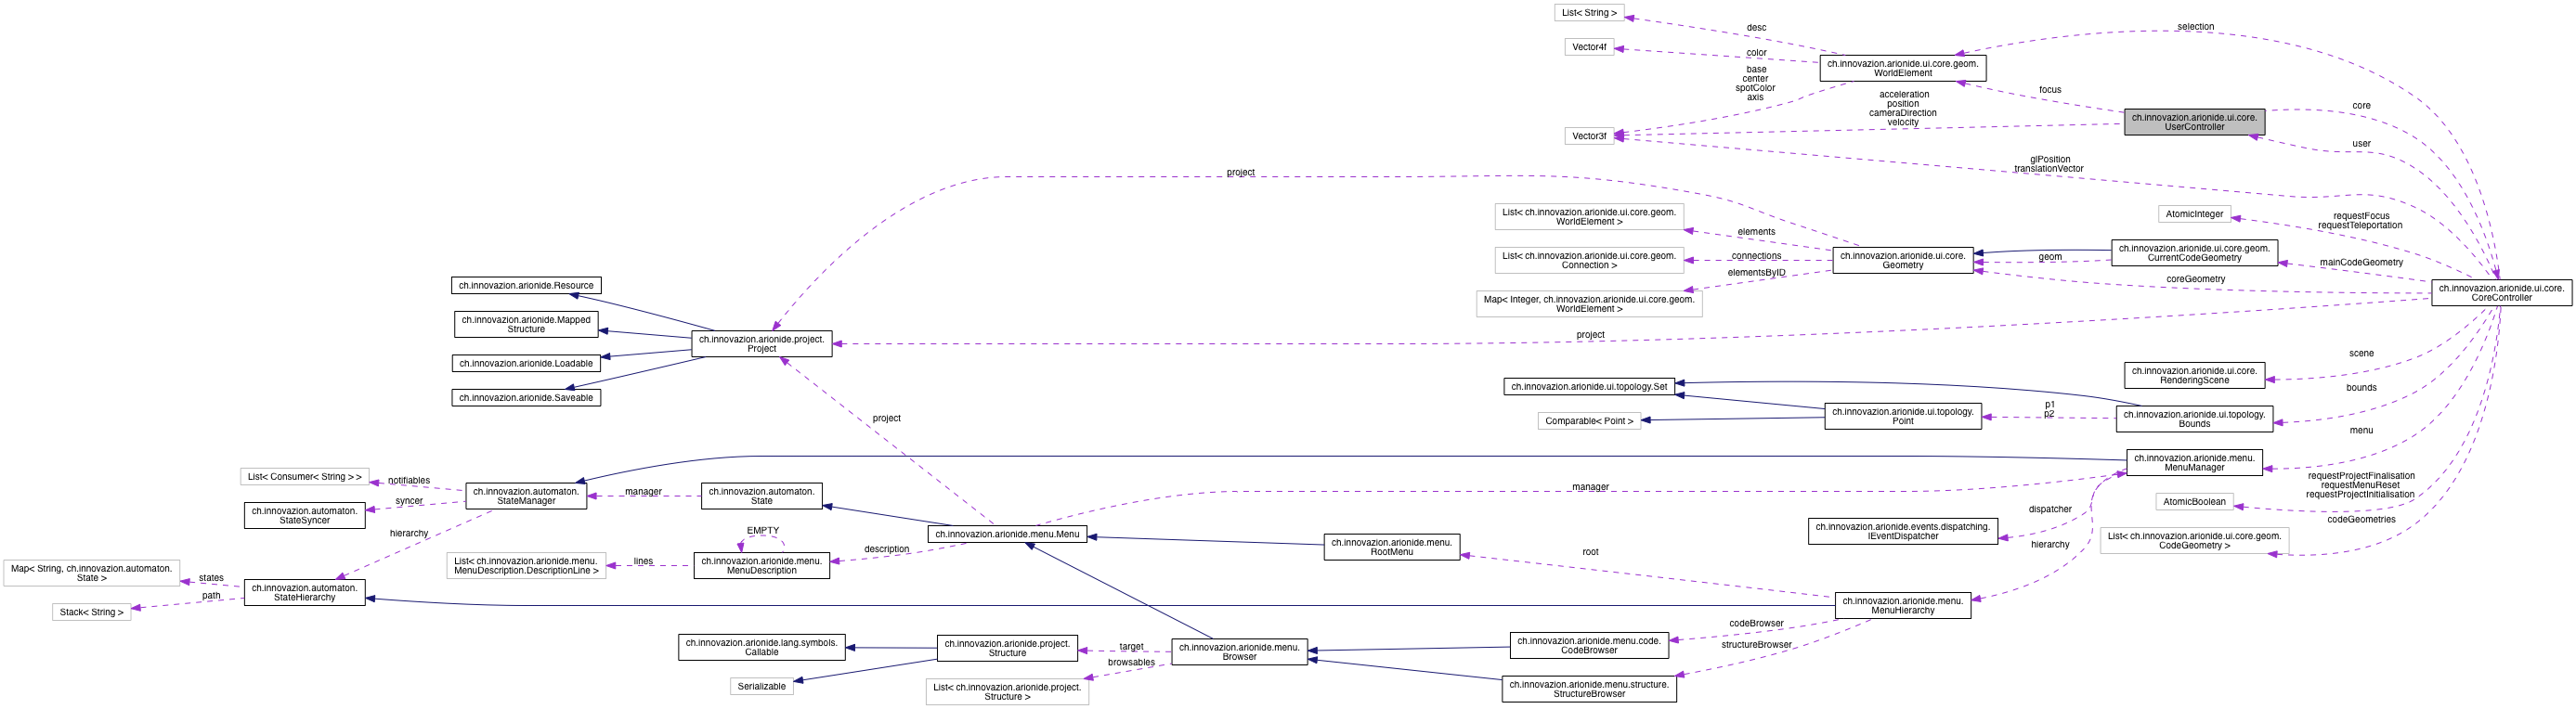 List< String >
desc
selection
Vector4f
color
ch.innovazion.arionide.ui.core.geom.
WorldElement
base
center
spotColor
axis
focus
acceleration
position
cameraDirection
velocity
core
ch.innovazion.arionide.ui.core.
UserController
Vector3f
user
glPosition
translationVector
project
List< ch.innovazion.arionide.ui.core.geom.
WorldElement >
AtomicInteger
requestFocus
requestTeleportation
elements
List< ch.innovazion.arionide.ui.core.geom.
Connection >
connections
ch.innovazion.arionide.ui.core.
Geometry
geom
ch.innovazion.arionide.ui.core.geom.
CurrentCodeGeometry
mainCodeGeometry
elementsByID
coreGeometry
Map< Integer, ch.innovazion.arionide.ui.core.geom.
WorldElement >
ch.innovazion.arionide.ui.core.
CoreController
ch.innovazion.arionide.Resource
ch.innovazion.arionide.Mapped
Structure
ch.innovazion.arionide.project.
Project
project
ch.innovazion.arionide.Loadable
ch.innovazion.arionide.Saveable
scene
ch.innovazion.arionide.ui.core.
RenderingScene
ch.innovazion.arionide.ui.topology.Set
bounds
Comparable< Point >
ch.innovazion.arionide.ui.topology.
Point
p1
p2
ch.innovazion.arionide.ui.topology.
Bounds
project
menu
ch.innovazion.arionide.menu.
MenuManager
List< Consumer< String > >
notifiables
ch.innovazion.automaton.
StateManager
manager
ch.innovazion.automaton.
State
manager
requestProjectFinalisation
requestMenuReset
requestProjectInitialisation
syncer
ch.innovazion.automaton.
StateSyncer
AtomicBoolean
dispatcher
codeGeometries
hierarchy
EMPTY
ch.innovazion.arionide.menu.Menu
ch.innovazion.arionide.events.dispatching.
IEventDispatcher
List< ch.innovazion.arionide.ui.core.geom.
CodeGeometry >
hierarchy
description
ch.innovazion.arionide.menu.
RootMenu
root
List< ch.innovazion.arionide.menu.
MenuDescription.DescriptionLine >
lines
ch.innovazion.arionide.menu.
MenuDescription
Map< String, ch.innovazion.automaton.
State >
states
path
ch.innovazion.automaton.
StateHierarchy
Stack< String >
ch.innovazion.arionide.menu.
MenuHierarchy
codeBrowser
structureBrowser
ch.innovazion.arionide.lang.symbols.
Callable
ch.innovazion.arionide.project.
Structure
target
browsables
ch.innovazion.arionide.menu.
Browser
ch.innovazion.arionide.menu.code.
CodeBrowser
Serializable
List< ch.innovazion.arionide.project.
Structure >
ch.innovazion.arionide.menu.structure.
StructureBrowser